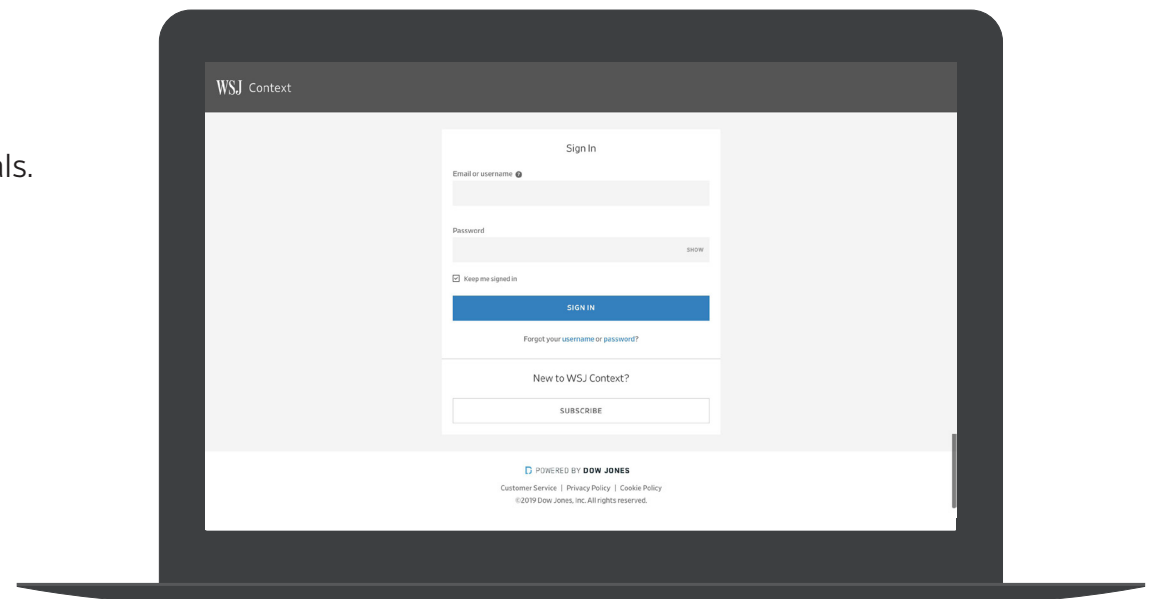 WSJ Context
Sign In
als.
Email or username ?
Password
SHOW
Keep me signed in
SIGN IN
Forgot your username or password?
New to WSJ Context?
SUBSCRIBE
POWERED BY DOW JONES
Customer Service | Privacy Policy | Cookie Policy
©2019 Dow Jones, Inc. All rights reserved.